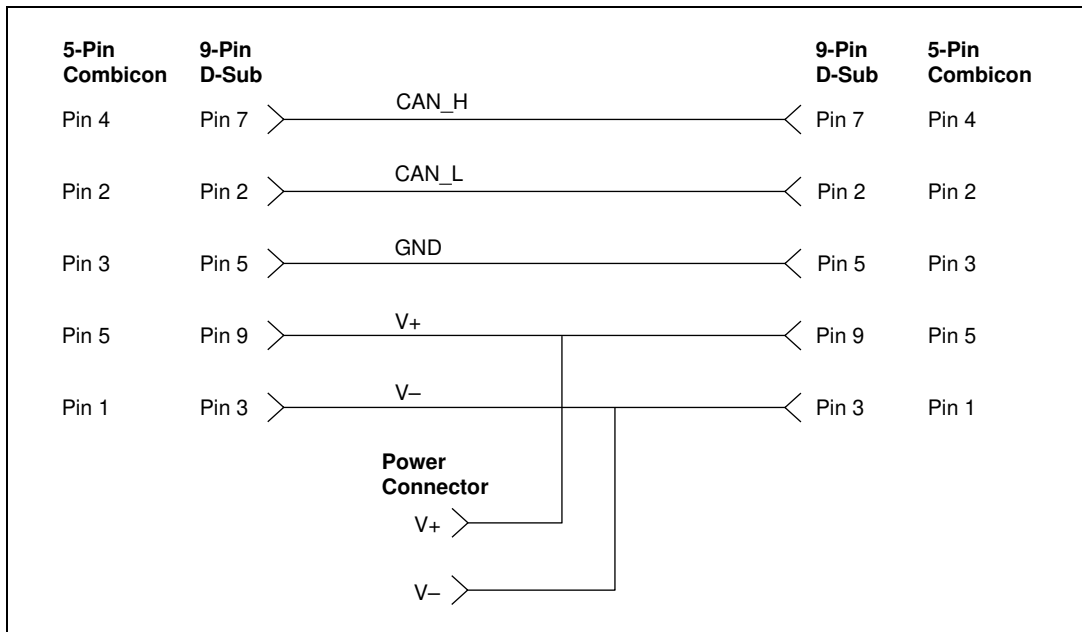 5-Pin Combicon 9-Pin D-Sub 9-Pin D-Sub 5-Pin Combicon
Pin 4 Pin 7 CAN_H Pin 7 Pin 4
Pin 2 Pin 2 CAN_L Pin 2 Pin 2
Pin 3 Pin 5 GND Pin 5 Pin 3
Pin 5 Pin 9 V+ Pin 9 Pin 5
Pin 1 Pin 3 V– Pin 3 Pin 1
Power
Connector
V+
V–